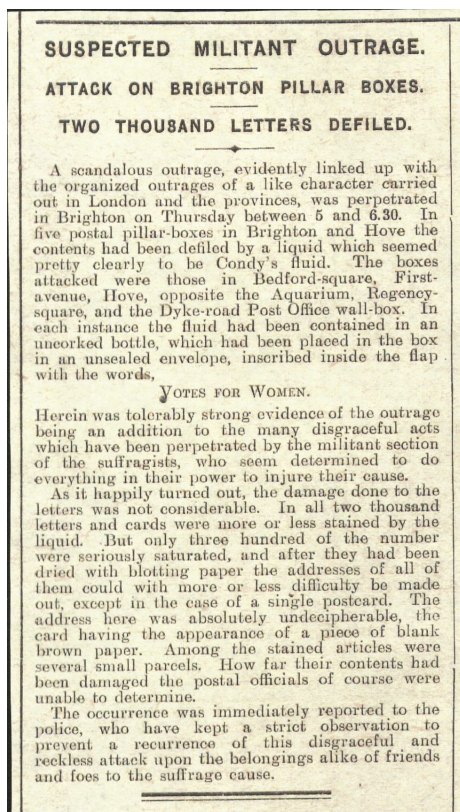 SUSPECTED MILITANT OUTRAGE.
ATTACK ON BRIGHTON PILLAR BOXES.
TWO THOUSAND LETTERS DEFILED.
A scandalous outrage, evidently linked up with
the organized outrages of a like character carried
out in London and the provinces, was perpetrated
in Brighton on Thursday between 5 and 6.30. In
five postal pillar-boxes in Brighton and Hove the
contents had been defiled by a liquid which seemed
pretty clearly to be Condy's fluid. The boxes
attacked were those in Bedford-square, First-
avenue, Hove, opposite the Aquarium, Regency-
square, and the Dyke-road Post Office wall-box. In
each instance the fluid had been contained in an
uncorked bottle, which had been placed in the box
in an unsealed envelope, inscribed inside the flap
with the words,
VOTES FOR WOMEN.
Herein was tolerably strong evidence of the outrage
being an addition to the many disgraceful acts
which have been perpetrated by the militant section
of the suffragists, who seem determined to do
everything in their power to injure their cause.
As it happily turned out, the damage done to the
letters was not considerable. In all two thousand
letters and cards were more or less stained by the
liquid. But only three hundred of the number
were seriously saturated, and after they had been
dried with blotting paper the addresses of all of
them could with more or less difficulty be made
out, except in the case of a single postcard. The
address here was absolutely undecipherable, the
card having the appearance of a piece of blank
brown paper. Among the stained articles were
several small parcels. How far their contents had
been damaged the postal officials of course were
unable to determine.
The occurrence was immediately reported to the
police, who have kept a strict observation to
prevent a recurrence of this disgraceful and
reckless attack upon the belongings alike of friends
and foes to the suffrage cause.